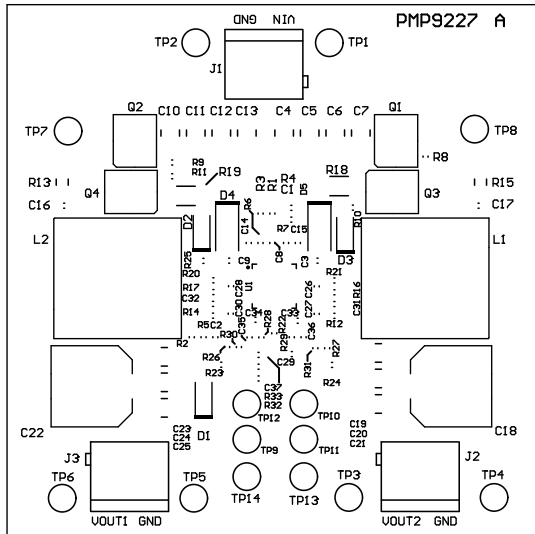 PMP9227 A
GND VIN
TP2 TP1
J1
Q2 C10 C11 C12 C13 C4 C5 C6 C7 Q1
TP7 TP8
R9 R8
R11 R19 R3 R1 R4 R18
R13 Q4 C1 D5 Q3 R15
C16 D4 R6 R10 C17
L2 D2 C14 R7 C15 D3 L1
C8
R25 C9 C3
R20 R21
U1
R17 C28 C26 R16
C32 C30 C27 C31
R14 C34 C33
R5 C2 R28 R22 R12
R2 R30 C35 R29 C36
R26 R31 R27
R23 C29 R24
C37
R33
R32
TP12 TP10
C22 C23 D1 C19 C18
C24 C20
C25 TP9 TP11 C21
J3 J2
TP6 TP5 TP14 TP13 TP3 TP4
VOUT1 GND VOUT2 GND